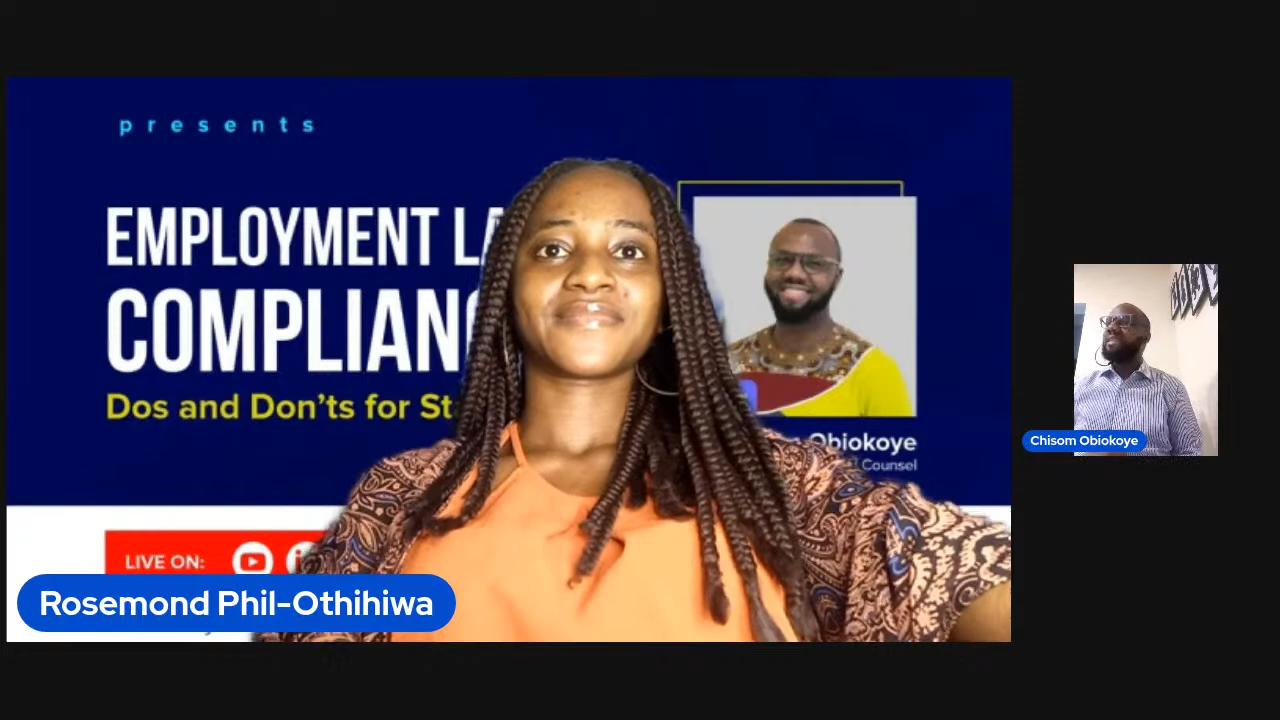 presents
EMPLOYMENT LA
COMPLIANC
Dos and Don'ts for St
Obiokoye
Counsel
LIVE ON:
Rosemond Phil-Othihiwa
Chisom Obiokoye